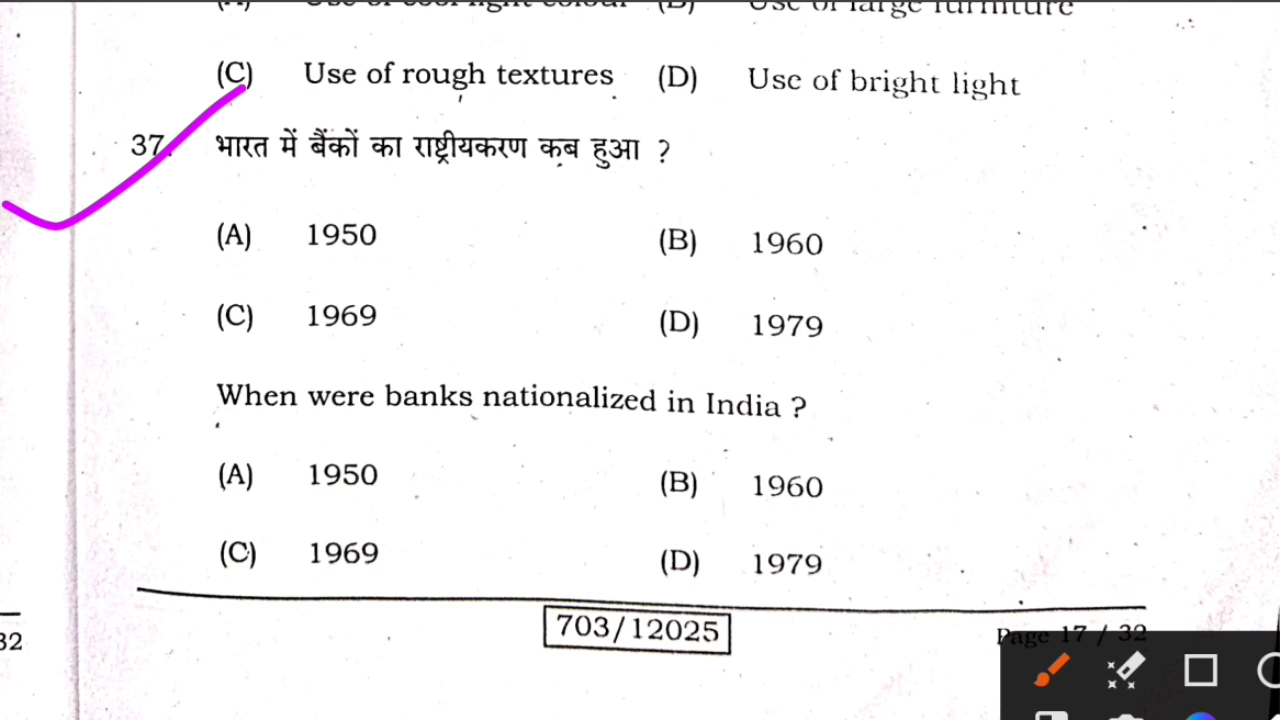 (C) Use of rough textures (D) Use of bright light
37. भारत में बैंकों का राष्ट्रीयकरण कब हुआ ?
(A) 1950 (B) 1960
(C) 1969 (D) 1979
When were banks nationalized in India ?
(A) 1950 (B) 1960
(C) 1969 (D) 1979
703/12025
32 Page 17 / 32